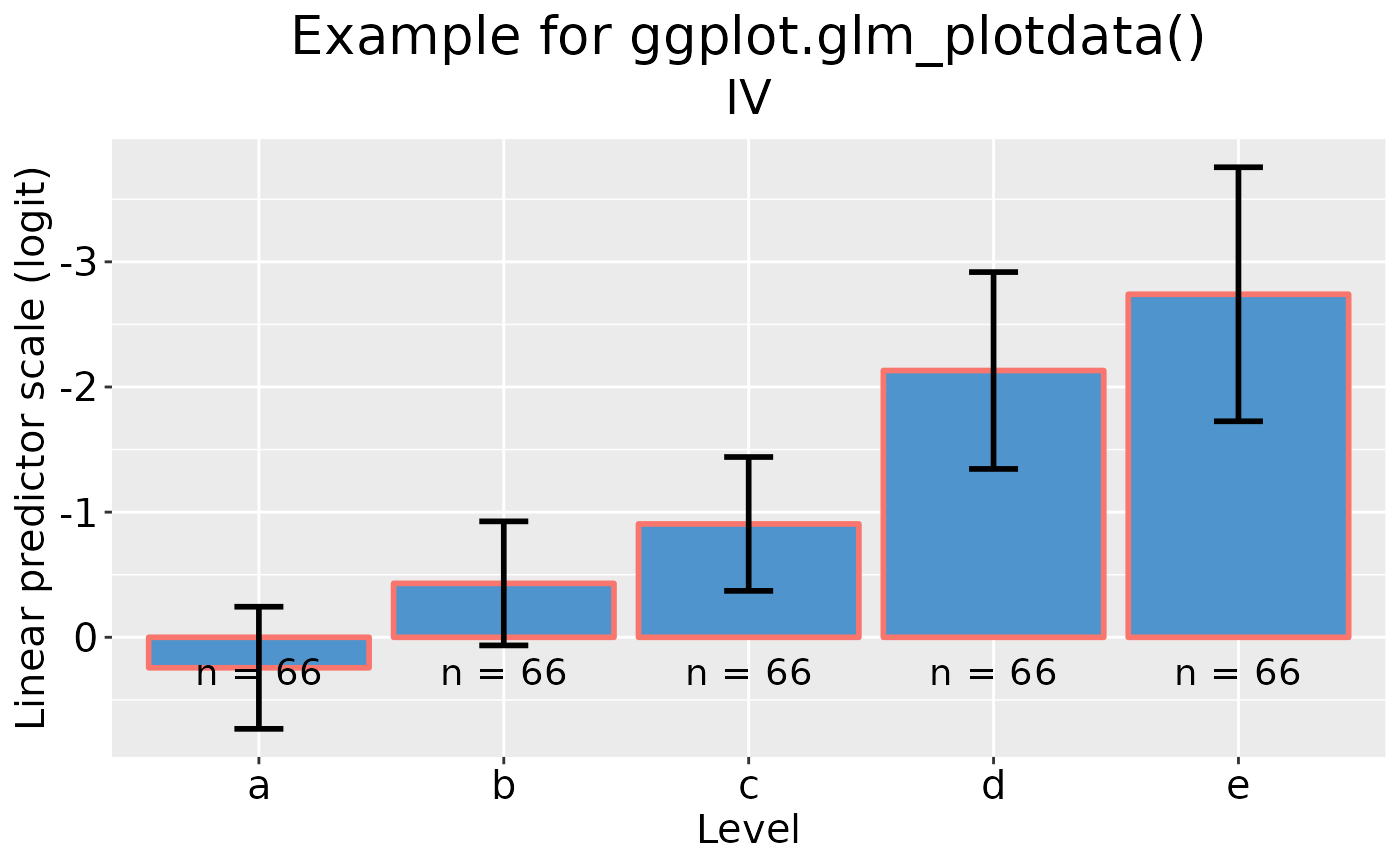 Example for ggplot.glm_plotdata()
IV
Linear predictor scale (logit)
-3
-2
-1
0
n = 66
n = 66
n = 66
n = 66
n = 66
a
b
c
d
e
Level